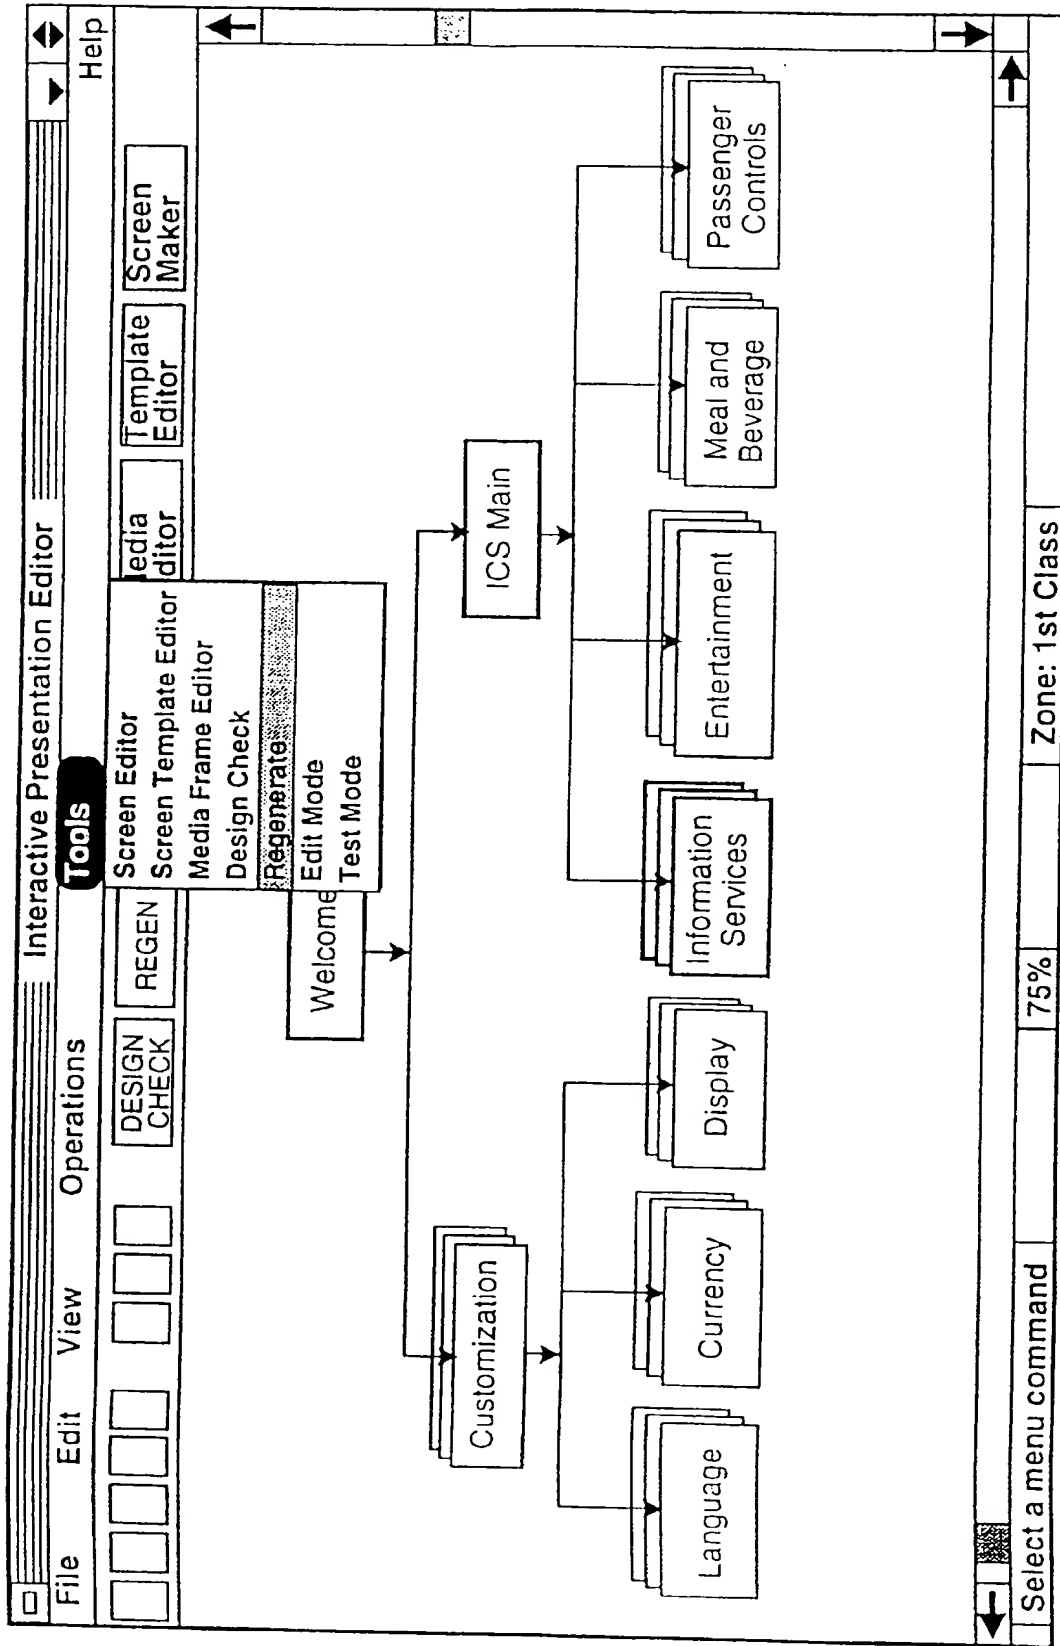 Interactive Presentation Editor
File Edit View Operations Tools Help
DESIGN
CHECK
REGEN
edia
ditor
Template
Editor
Screen
Maker
Screen Editor
Screen Template Editor
Media Frame Editor
Design Check
Regenerate
Edit Mode
Test Mode
Welcome
Customization
ICS Main
Language
Currency
Display
Information
Services
Entertainment
Meal and
Beverage
Passenger
Controls
Select a menu command
75%
Zone: 1st Class